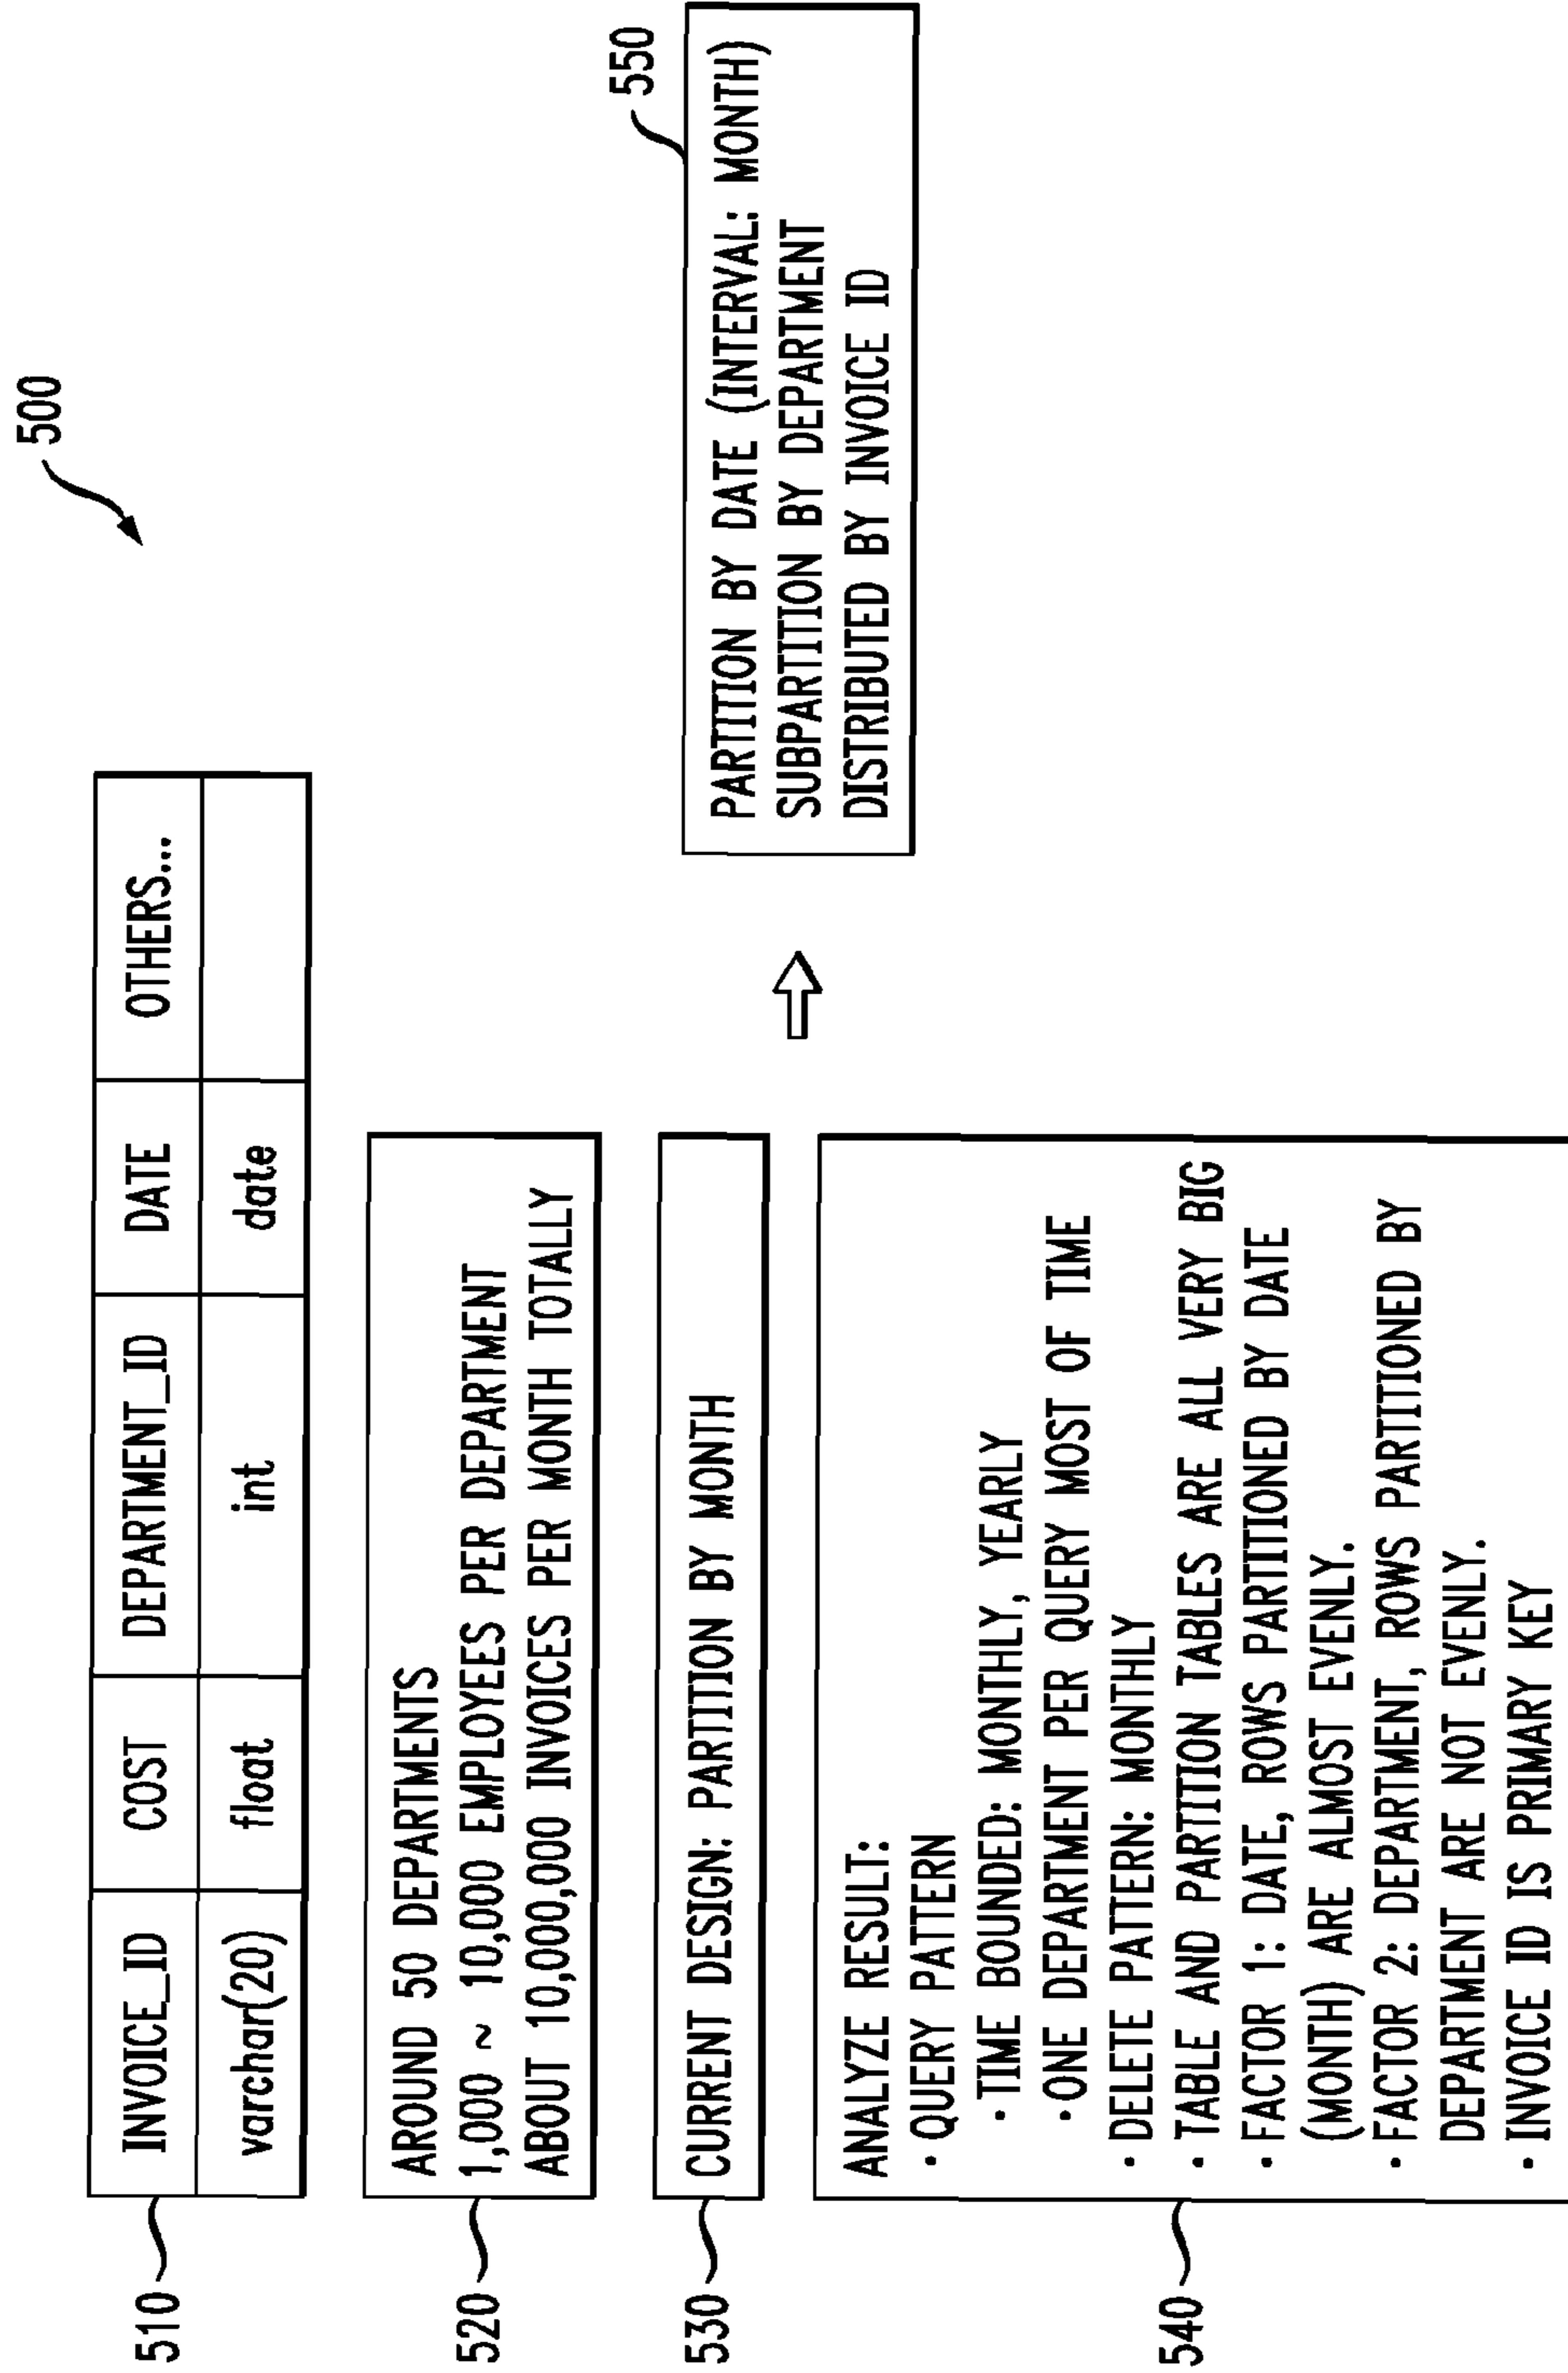 500
510
INVOICE_ID COST DEPARTMENT_ID DATE OTHERS...
varchar(20) float int date
520
AROUND 50 DEPARTMENTS
1,000 ~ 10,000 EMPLOYEES PER DEPARTMENT
ABOUT 10,000,000 INVOICES PER MONTH TOTALLY
530
CURRENT DESIGN: PARTITION BY MONTH
540
ANALYZE RESULT:
• QUERY PATTERN
• TIME BOUNDED: MONTHLY, YEARLY
• ONE DEPARTMENT PER QUERY MOST OF TIME
• DELETE PATTERN: MONTHLY
• TABLE AND PARTITION TABLES ARE ALL VERY BIG
• FACTOR 1: DATE, ROWS PARTITIONED BY DATE
(MONTH) ARE ALMOST EVENLY.
• FACTOR 2: DEPARTMENT, ROWS PARTITIONED BY
DEPARTMENT ARE NOT EVENLY.
• INVOICE ID IS PRIMARY KEY
550
PARTITION BY DATE (INTERVAL: MONTH)
SUBPARTITION BY DEPARTMENT
DISTRIBUTED BY INVOICE ID